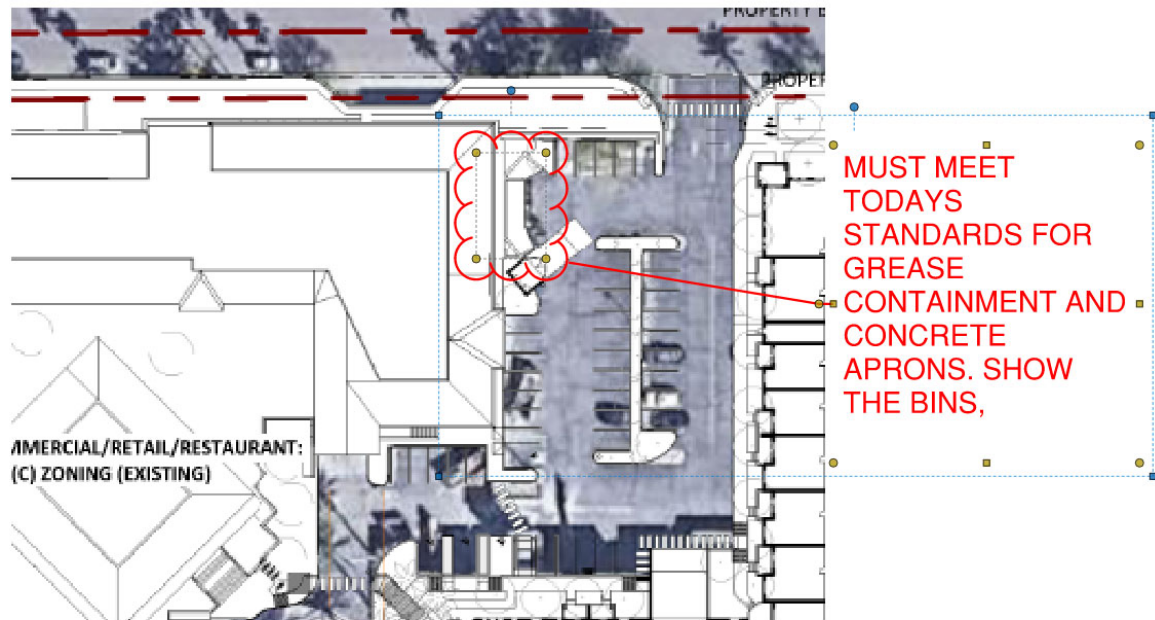 PROPERTY
MUST MEET
TODAYS
STANDARDS FOR
GREASE
CONTAINMENT AND
CONCRETE
APRONS. SHOW
THE BINS,
MMERCIAL/RETAIL/RESTAURANT:
(C) ZONING (EXISTING)